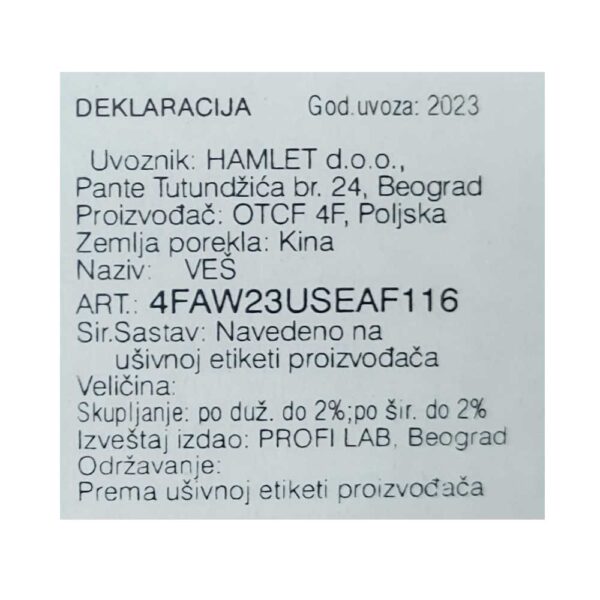 DEKLARACIJA God.uvoza: 2023
Uvoznik: HAMLET d.o.o.,
Pante Tutundžića br. 24, Beograd
Proizvođač: OTCF 4F, Poljska
Zemlja porekla: Kina
Naziv: VEŠ
ART.: 4FAW23USEAF116
Sir.Sastav: Navedeno na
ušivnoj etiketi proizvođača
Veličina:
Skupljanje: po duž. do 2%;po šir. do 2%
Izveštaj izdao: PROFI LAB, Beograd
Održavanje:
Prema ušivnoj etiketi proizvođača